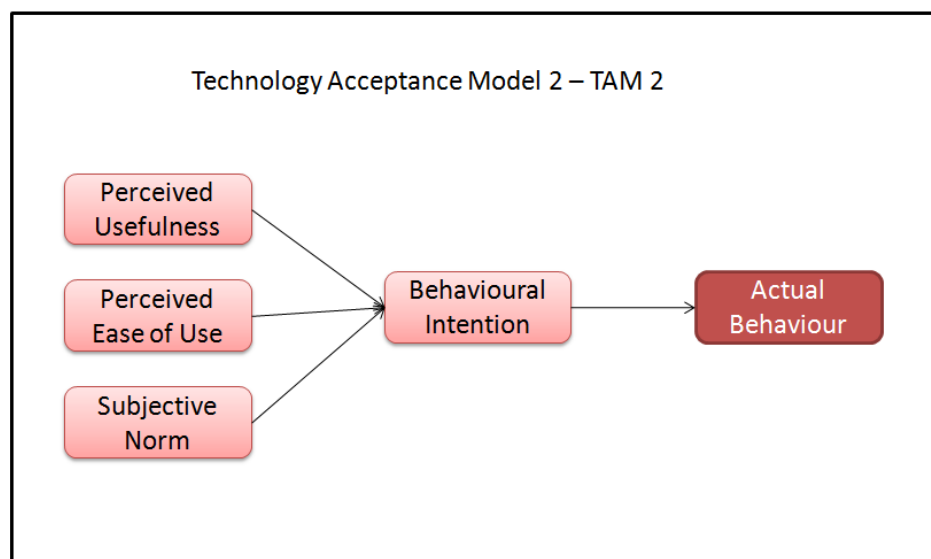 Technology Acceptance Model 2 – TAM 2
Perceived
Usefulness
Perceived
Ease of Use
Subjective
Norm
Behavioural
Intention
Actual
Behaviour